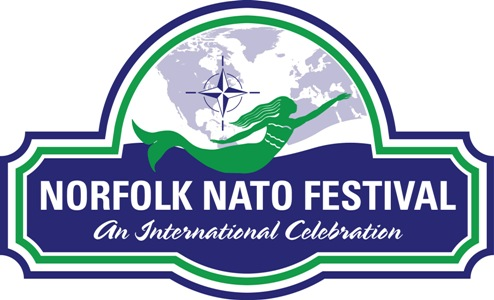 NORFOLK NATO FESTIVAL
An International Celebration